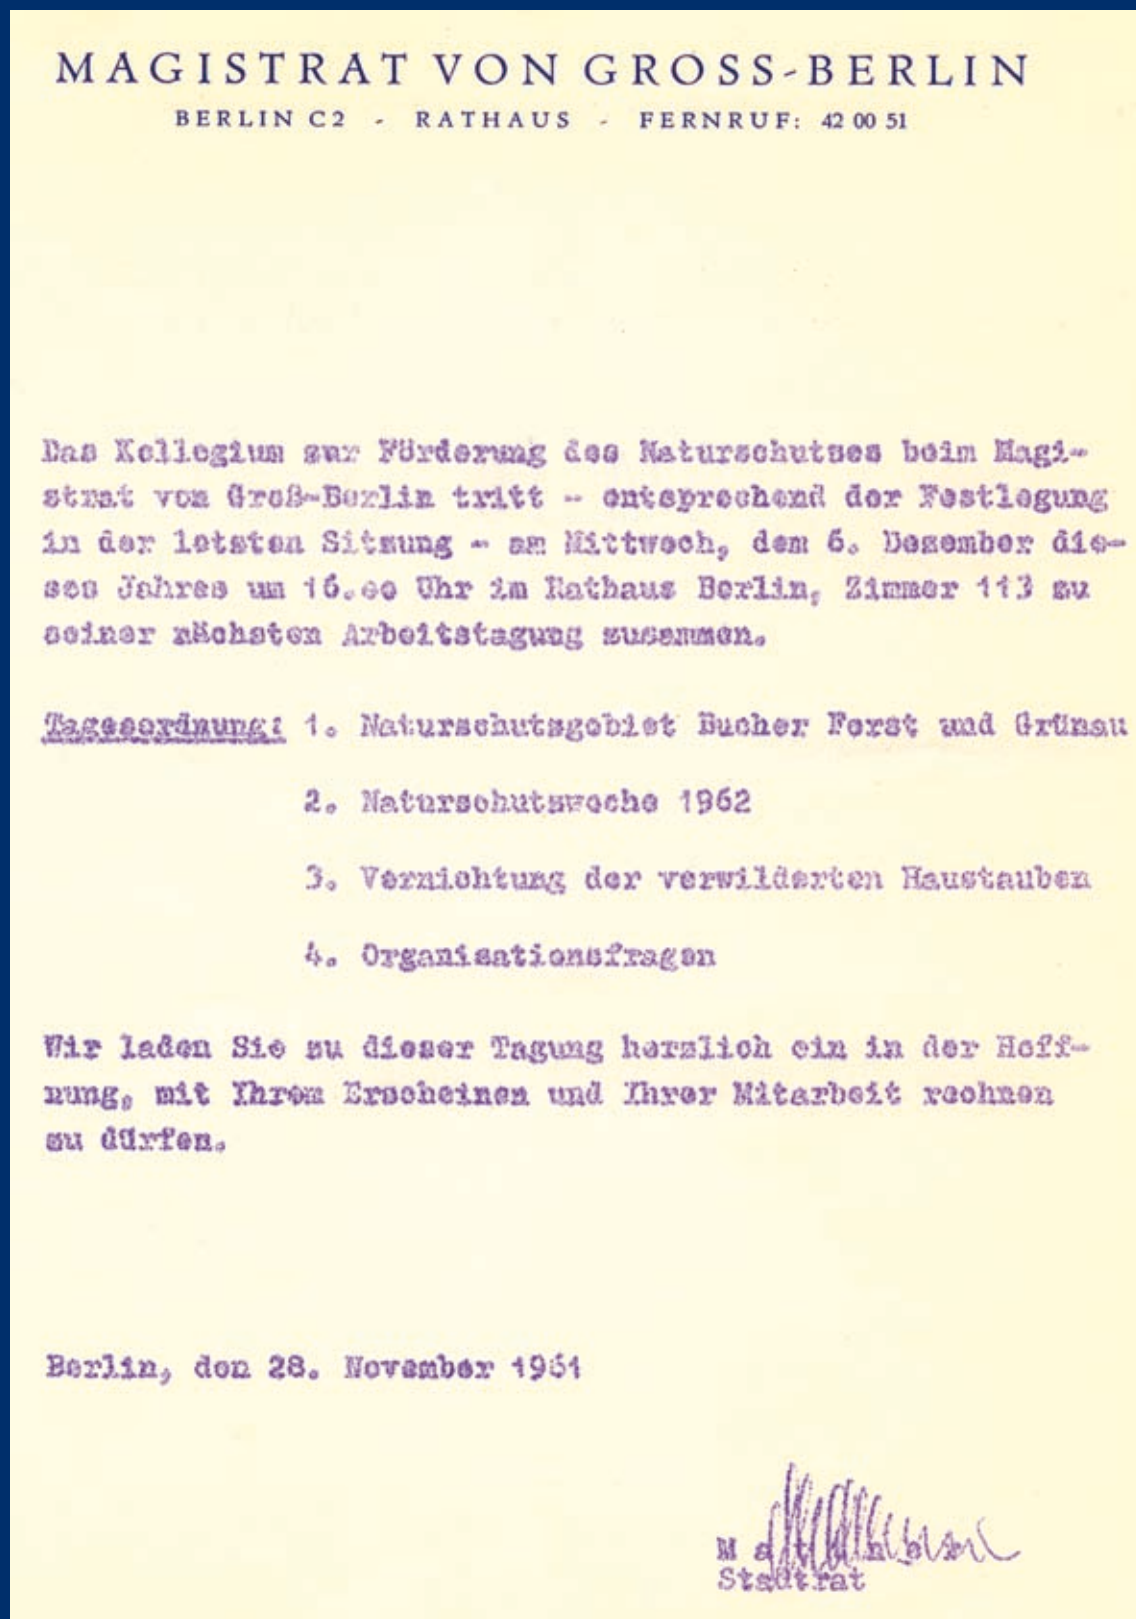 MAGISTRAT VON GROSS-BERLIN
BERLIN C2 - RATHAUS - FERNRUF: 42 00 51
Das Kollegium zur Förderung des Naturschutzes beim Magi-
strat von Groß-Berlin tritt - entsprechend der Festlegung
in der letzten Sitzung - am Mittwoch, dem 6. Dezember die-
ses Jahres um 16.00 Uhr im Rathaus Berlin, Zimmer 113 zu
seiner nächsten Arbeitstagung zusammen.
Tagesordnung: 1. Naturschutzgebiet Bucher Forst und Grünau
2. Naturschutzwoche 1962
3. Vernichtung der verwilderten Haustauben
4. Organisationsfragen
Wir laden Sie zu dieser Tagung herzlich ein in der Hoff-
nung, mit Ihrem Erscheinen und Ihrer Mitarbeit rechnen
zu dürfen.
Berlin, den 28. November 1961
Stadtrat